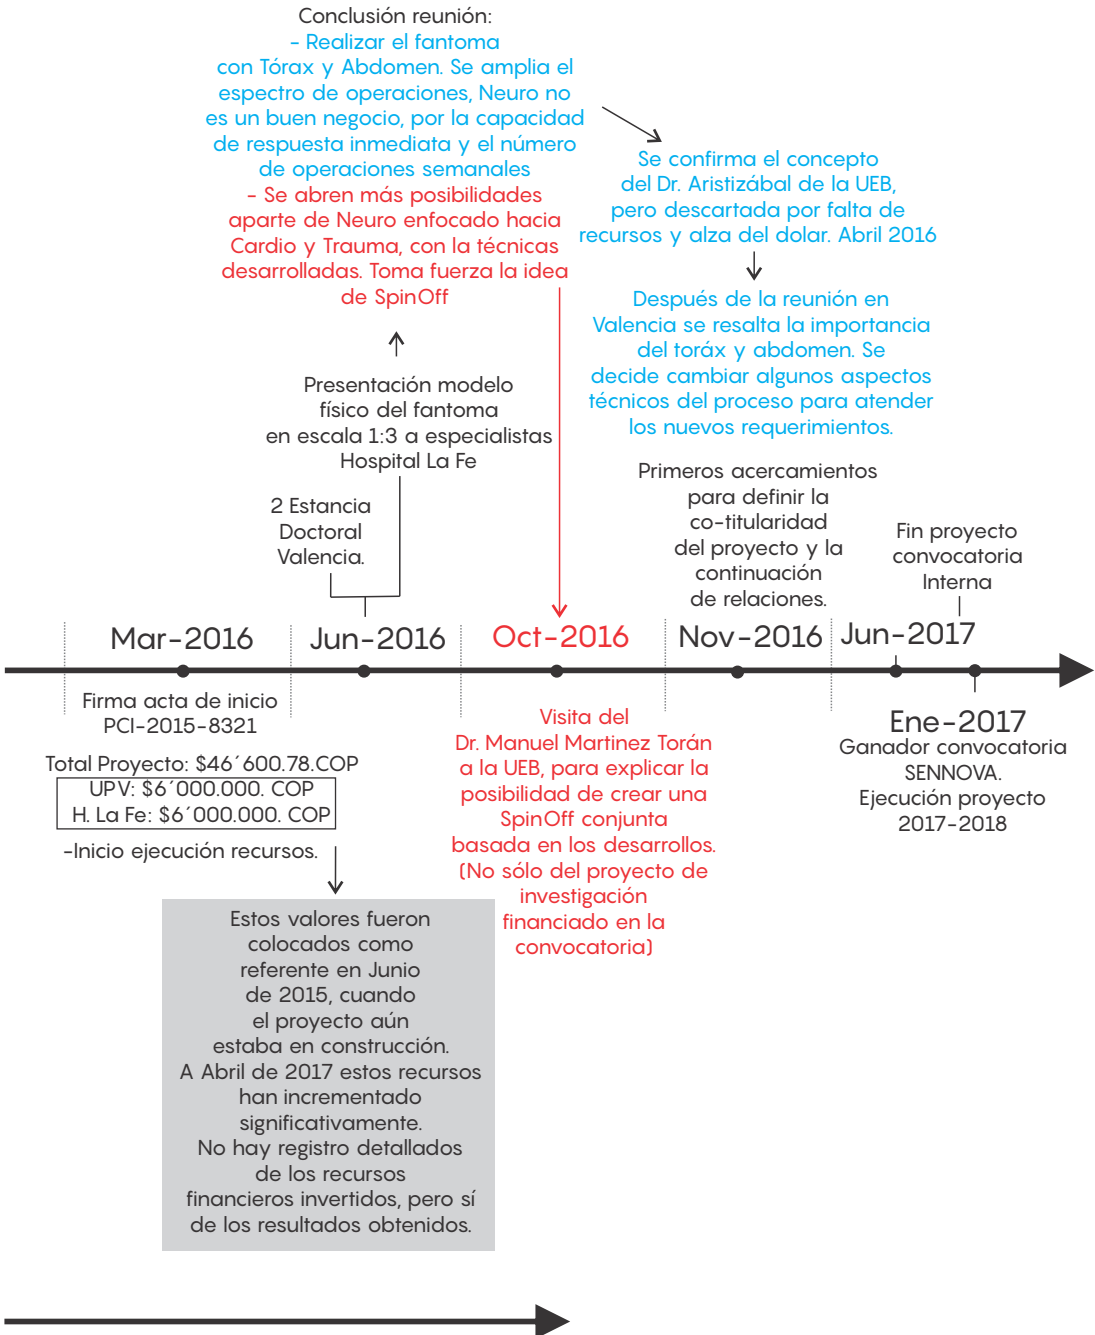 Conclusión reunión:
- Realizar el fantoma
con Tórax y Abdomen. Se amplia el
espectro de operaciones, Neuro no
es un buen negocio, por la capacidad
de respuesta inmediata y el número
de operaciones semanales
- Se abren más posibilidades
aparte de Neuro enfocado hacia
Cardio y Trauma, con la técnicas
desarrolladas. Toma fuerza la idea
de SpinOff
Se confirma el concepto
del Dr. Aristizábal de la UEB,
pero descartada por falta de
recursos y alza del dolar. Abril 2016
Después de la reunión en
Valencia se resalta la importancia
del toráx y abdomen. Se
decide cambiar algunos aspectos
técnicos del proceso para atender
los nuevos requerimientos.
Presentación modelo
físico del fantoma
en escala 1:3 a especialistas
Hospital La Fe
2 Estancia
Doctoral
Valencia.
Primeros acercamientos
para definir la
co-titularidad
del proyecto y la
continuación
de relaciones.
Fin proyecto
convocatoria
Interna
Mar-2016
Jun-2016
Oct-2016
Nov-2016
Jun-2017
Firma acta de inicio
PCI-2015-8321
Total Proyecto: $46´600.78.COP
UPV: $6´000.000. COP
H. La Fe: $6´000.000. COP
-Inicio ejecución recursos.
Estos valores fueron
colocados como
referente en Junio
de 2015, cuando
el proyecto aún
estaba en construcción.
A Abril de 2017 estos recursos
han incrementado
significativamente.
No hay registro detallados
de los recursos
financieros invertidos, pero sí
de los resultados obtenidos.
Visita del
Dr. Manuel Martinez Torán
a la UEB, para explicar la
posibilidad de crear una
SpinOff conjunta
basada en los desarrollos.
(No sólo del proyecto de
investigación
financiado en la
convocatoria)
Ene-2017
Ganador convocatoria
SENNOVA.
Ejecución proyecto
2017-2018